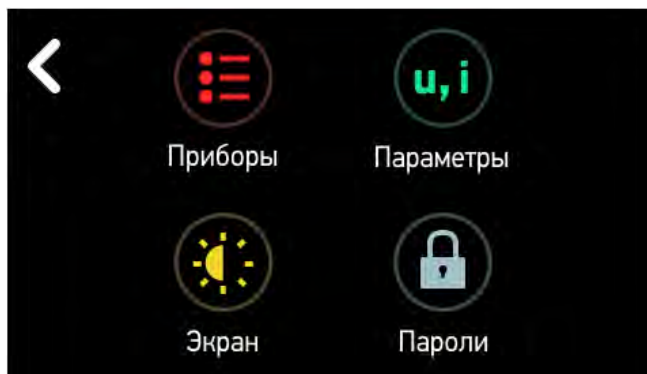 u, i
Приборы
Параметры
Экран
Пароли